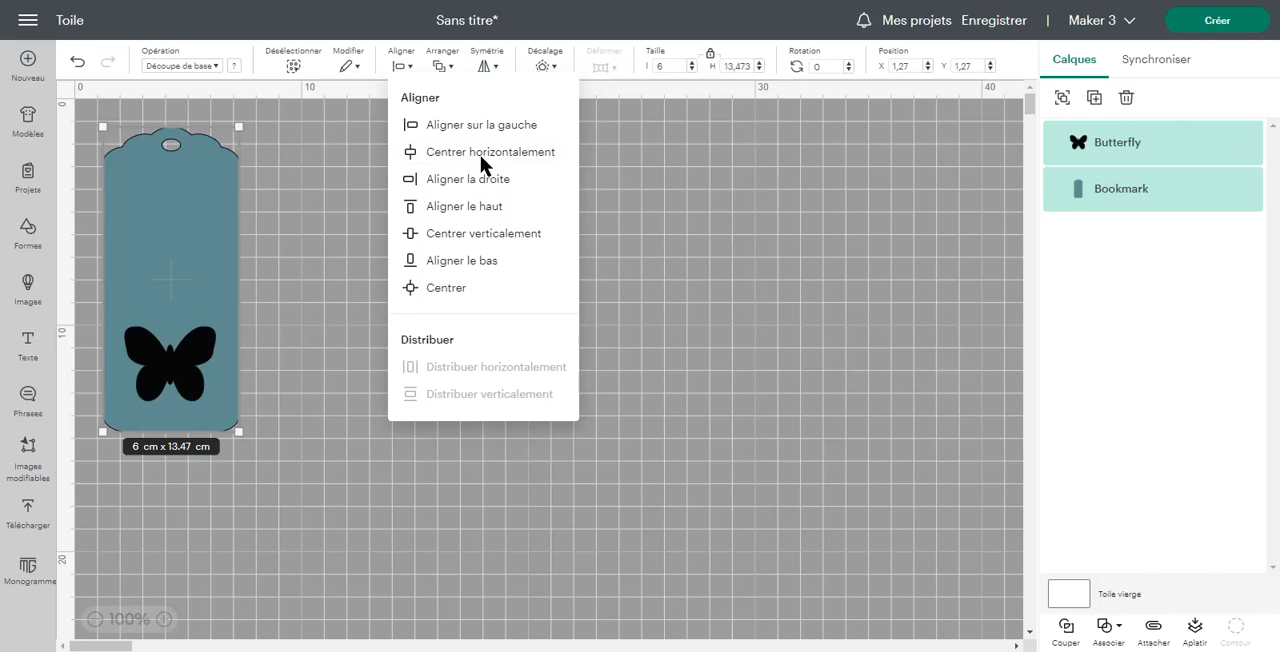 Toile
Sans titre*
Mes projets
Enregistrer
|
Maker 3
Créer
Nouveau
Modèles
Projets
Formes
Images
Texte
Phrases
Images
modifiables
Télécharger
Monogramme
Opération
Découpe de base
?
Désélectionner
Modifier
Aligner
Arranger
Symétrie
Décalage
Déformer
Taille
l 6
H 13,473
Rotation
0
Position
X 1,27
Y 1,27
0
10
30
40
0
10
20
Aligner
Aligner sur la gauche
Centrer horizontalement
Aligner la droite
Aligner le haut
Centrer verticalement
Aligner le bas
Centrer
Distribuer
Distribuer horizontalement
Distribuer verticalement
6 cm x 13.47 cm
100%
Calques
Synchroniser
Butterfly
Bookmark
Toile vierge
Couper
Associer
Attacher
Aplatir
Contour